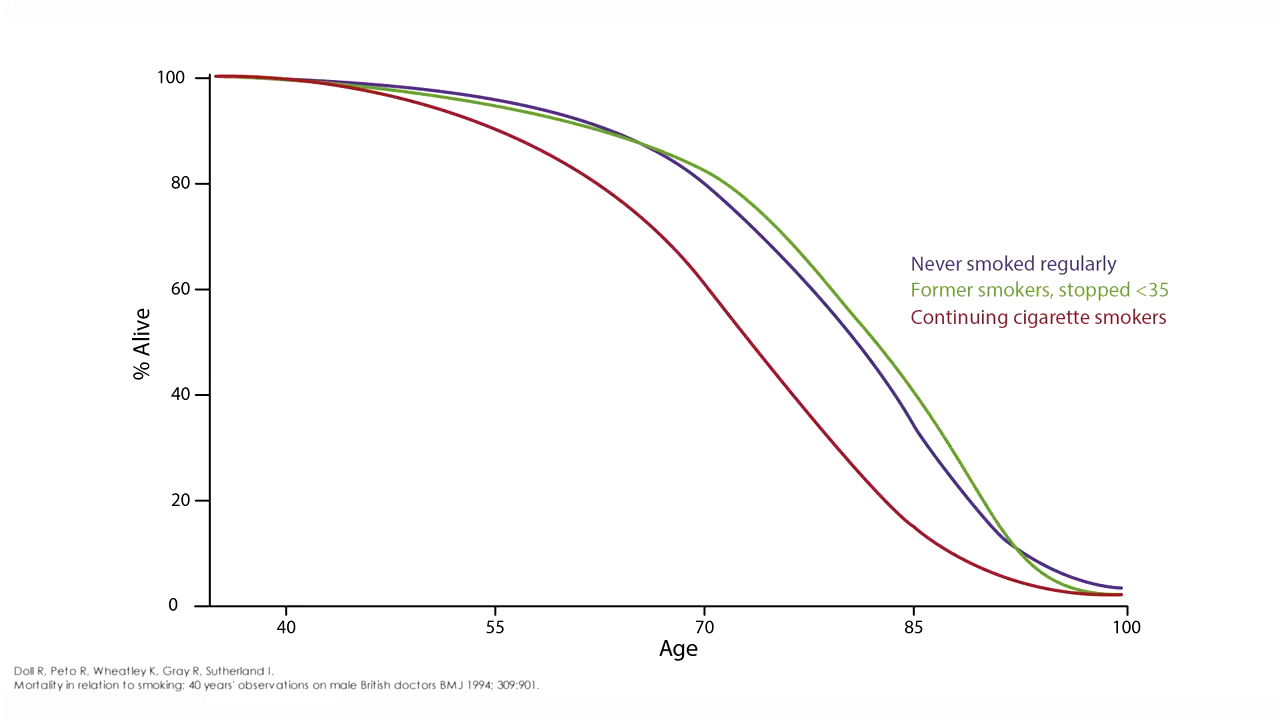 100
80
60
40
20
0
% Alive
40 55 70 85 100
Age
Never smoked regularly
Former smokers, stopped <35
Continuing cigarette smokers
Doll R, Peto R, Wheatley K, Gray R, Sutherland I.
Mortality in relation to smoking: 40 years' observations on male British doctors BMJ 1994; 309:901.